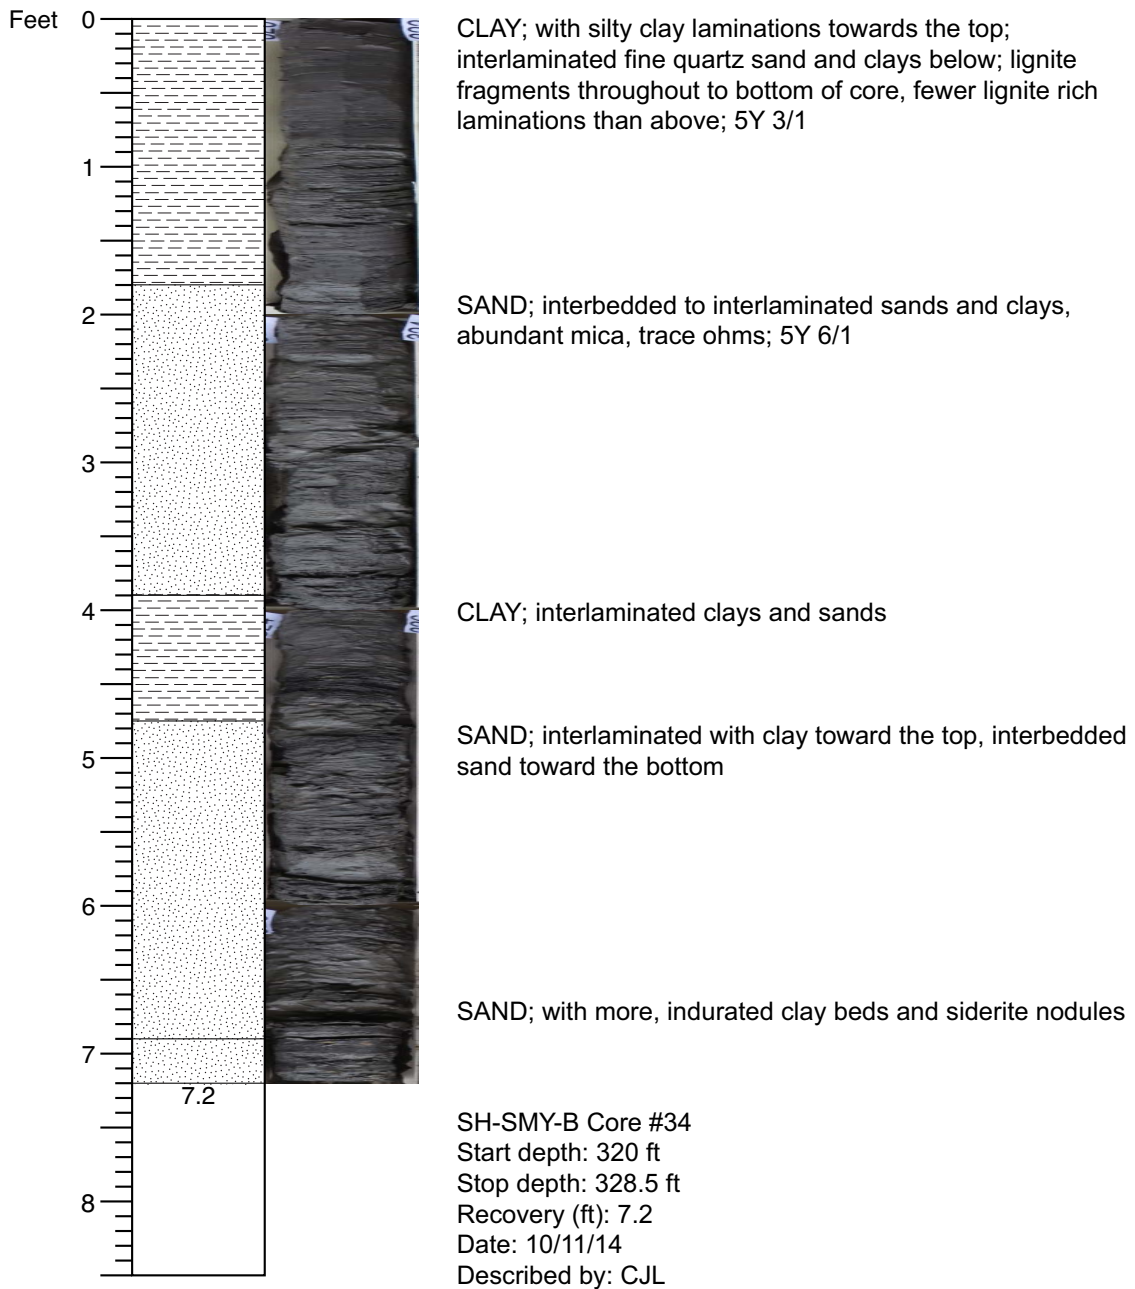 Feet 0
CLAY; with silty clay laminations towards the top;
interlaminated fine quartz sand and clays below; lignite
fragments throughout to bottom of core, fewer lignite rich
laminations than above; 5Y 3/1
1
SAND; interbedded to interlaminated sands and clays,
abundant mica, trace ohms; 5Y 6/1
2
3
4
CLAY; interlaminated clays and sands
SAND; interlaminated with clay toward the top, interbedded
sand toward the bottom
5
6
SAND; with more, indurated clay beds and siderite nodules
7
7.2
SH-SMY-B Core #34
Start depth: 320 ft
Stop depth: 328.5 ft
8
Recovery (ft): 7.2
Date: 10/11/14
Described by: CJL